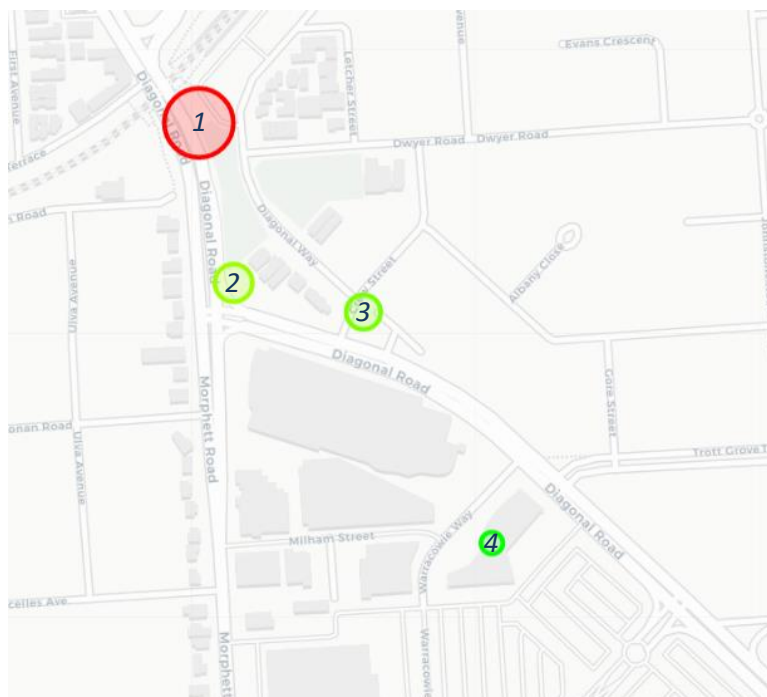 Evans Crescent
First Avenue
Letcher Street
Diagonal Road
1
Dwyer Road
Dwyer Road
Terrace
Diagonal Road
Road
Diagonal Way
Ulva Avenue
Albany Close
2
Street
3
Diagonal Road
Morphett Road
Gore Street
onan Road
Ulva Avenue
Trott Grove
Diagonal Road
Milham Street
Warracowie Way
4
celles Ave
Morphett
Warracowie